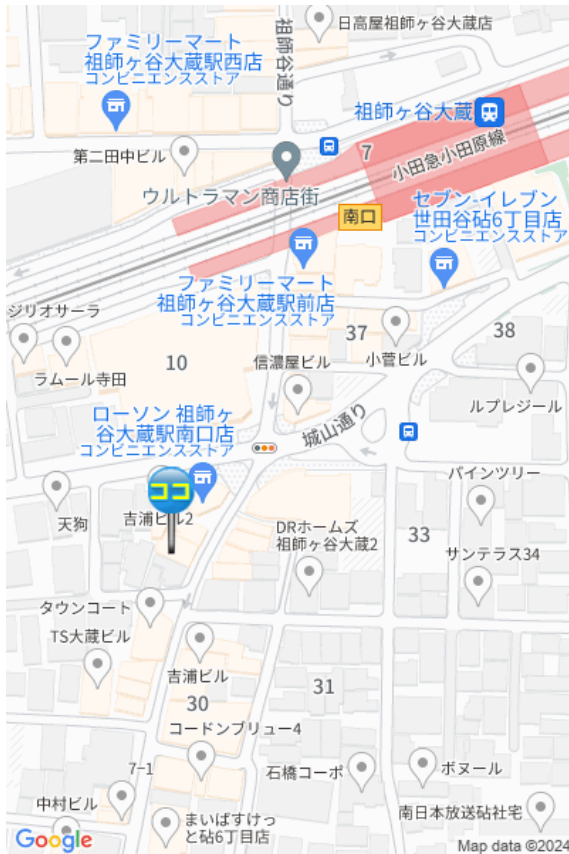 日高屋祖師ヶ谷大蔵店
ファミリーマート
祖師ヶ谷大蔵駅西店
コンビニエンスストア
祖師谷通り
祖師ヶ谷大蔵
第二田中ビル
7
小田急小田原線
ウルトラマン商店街
南口
セブン-イレブン
世田谷砧6丁目店
コンビニエンスストア
ファミリーマート
祖師ヶ谷大蔵駅前店
コンビニエンスストア
ジリオサーラ
37
38
ラムール寺田
10
信濃屋ビル
小菅ビル
ルプレジール
ローソン 祖師ヶ
谷大蔵駅南口店
コンビニエンスストア
城山通り
パインツリー
ココ
天狗
吉浦ビル2
DRホームズ
祖師ヶ谷大蔵2
33
サンテラス34
タウンコート
TS大蔵ビル
吉浦ビル
31
30
コードンブリュー4
7-1
石橋コーポ
ボヌール
中村ビル
まいばすけっ
と砧6丁目店
南日本放送砧社宅
Google
Map data ©2024